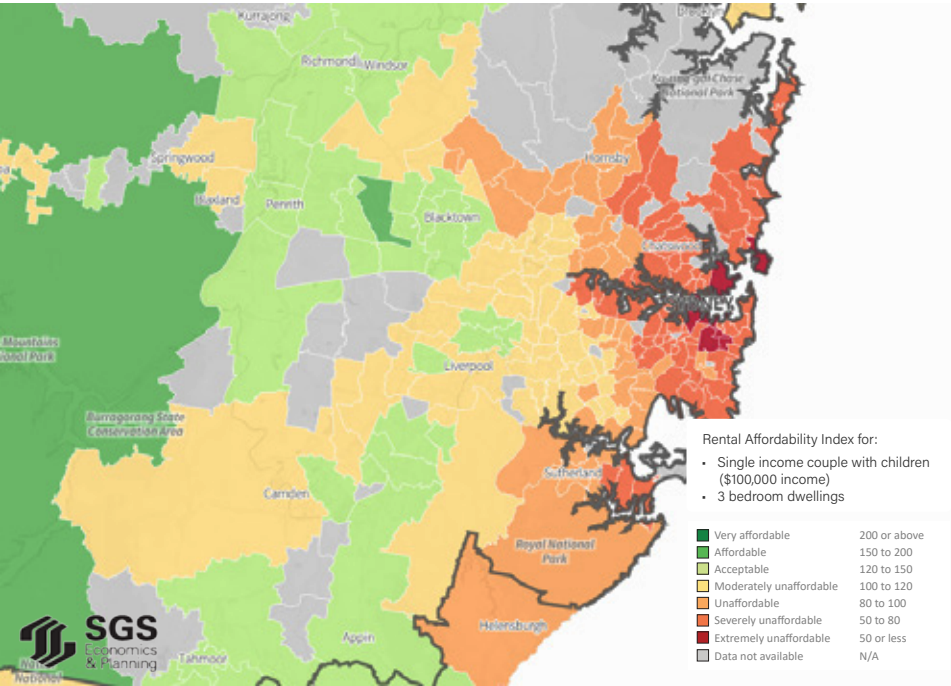 Kurrajong
Brooklyn
Richmond
Windsor
Ku-ring-gai Chase
National Park
Springwood
Hornsby
Blaxland
Penrith
Blacktown
Chatswood
SYDNEY
Mountains
ional Park
Liverpool
Burragorang State
Conservation Area
Rental Affordability Index for:
• Single income couple with children
($100,000 income)
• 3 bedroom dwellings
Sutherland
Camden
Royal National
Park
Very affordable 200 or above
Affordable 150 to 200
Acceptable 120 to 150
Moderately unaffordable 100 to 120
Unaffordable 80 to 100
Severely unaffordable 50 to 80
Extremely unaffordable 50 or less
Data not available N/A
Helensburgh
SGS
Economics
& Planning
Appin
Tahmoor
National